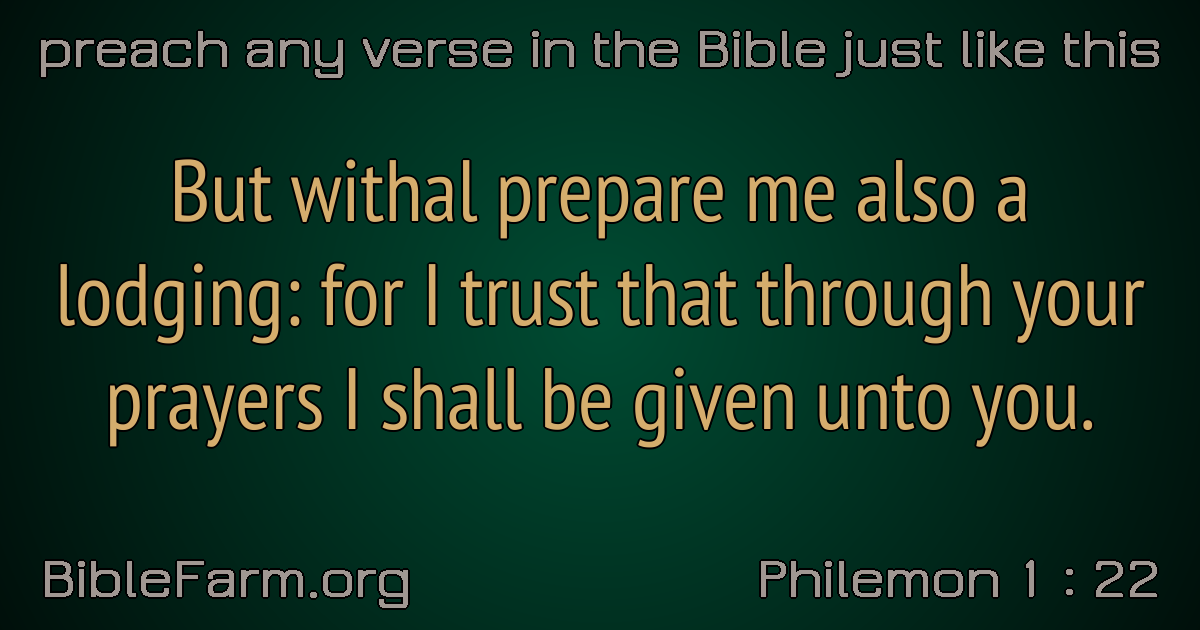 preach any verse in the Bible just like this
But withal prepare me also a
lodging: for I trust that through your
prayers I shall be given unto you.
BibleFarm.org
Philemon 1 : 22